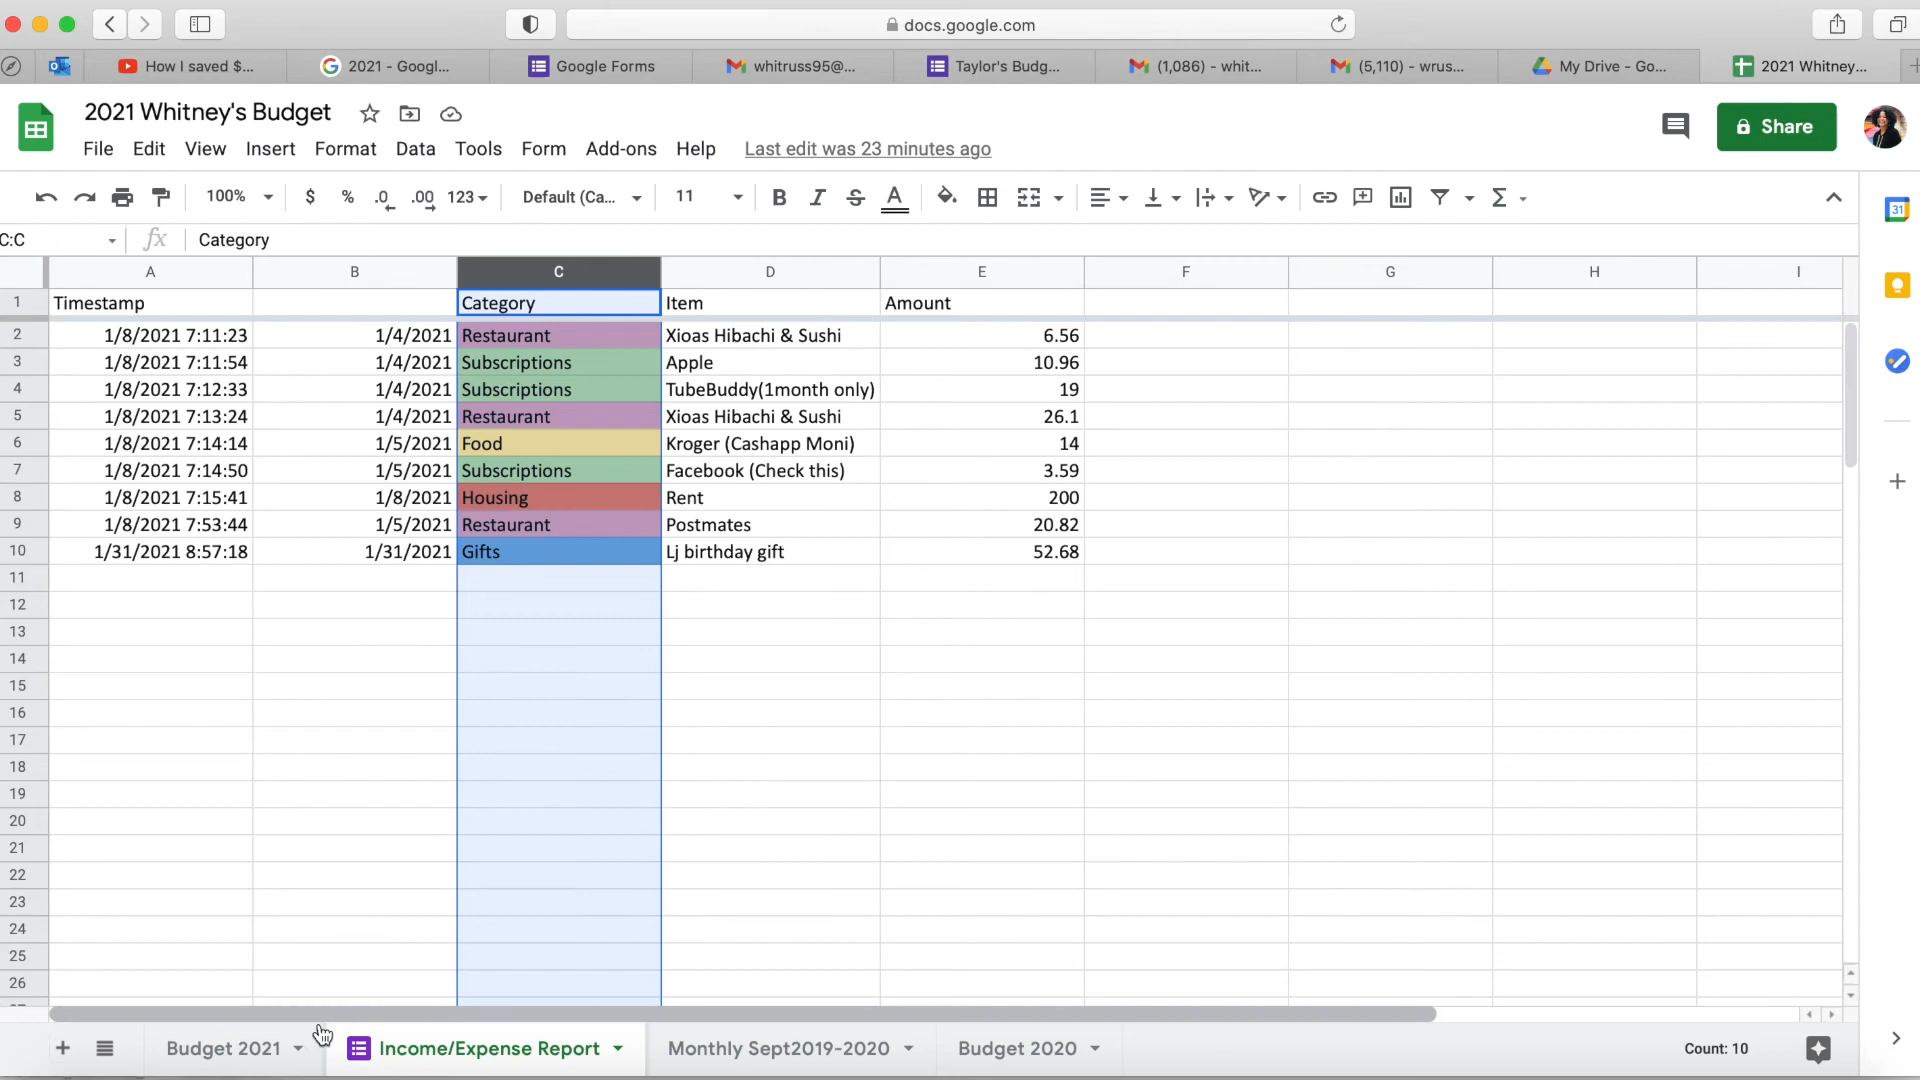 docs.google.com
How I saved $...
2021 - Googl...
Google Forms
whitruss95@...
Taylor's Budg...
(1,086) - whit...
(5,110) - wrus...
My Drive - Go...
2021 Whitney...
2021 Whitney's Budget
File Edit View Insert Format Data Tools Form Add-ons Help Last edit was 23 minutes ago
Share
100% $ % .0 .00 123 Default (Ca... 11 B I S A Σ
31
C:C fx Category
A B C D E F G H I
1 Timestamp Category Item Amount
2 1/8/2021 7:11:23 1/4/2021 Restaurant Xioas Hibachi & Sushi 6.56
3 1/8/2021 7:11:54 1/4/2021 Subscriptions Apple 10.96
4 1/8/2021 7:12:33 1/4/2021 Subscriptions TubeBuddy(1month only) 19
5 1/8/2021 7:13:24 1/4/2021 Restaurant Xioas Hibachi & Sushi 26.1
6 1/8/2021 7:14:14 1/5/2021 Food Kroger (Cashapp Moni) 14
7 1/8/2021 7:14:50 1/5/2021 Subscriptions Facebook (Check this) 3.59
8 1/8/2021 7:15:41 1/8/2021 Housing Rent 200
9 1/8/2021 7:53:44 1/5/2021 Restaurant Postmates 20.82
10 1/31/2021 8:57:18 1/31/2021 Gifts Lj birthday gift 52.68
11
12
13
14
15
16
17
18
19
20
21
22
23
24
25
26
Budget 2021 Income/Expense Report Monthly Sept2019-2020 Budget 2020 Count: 10